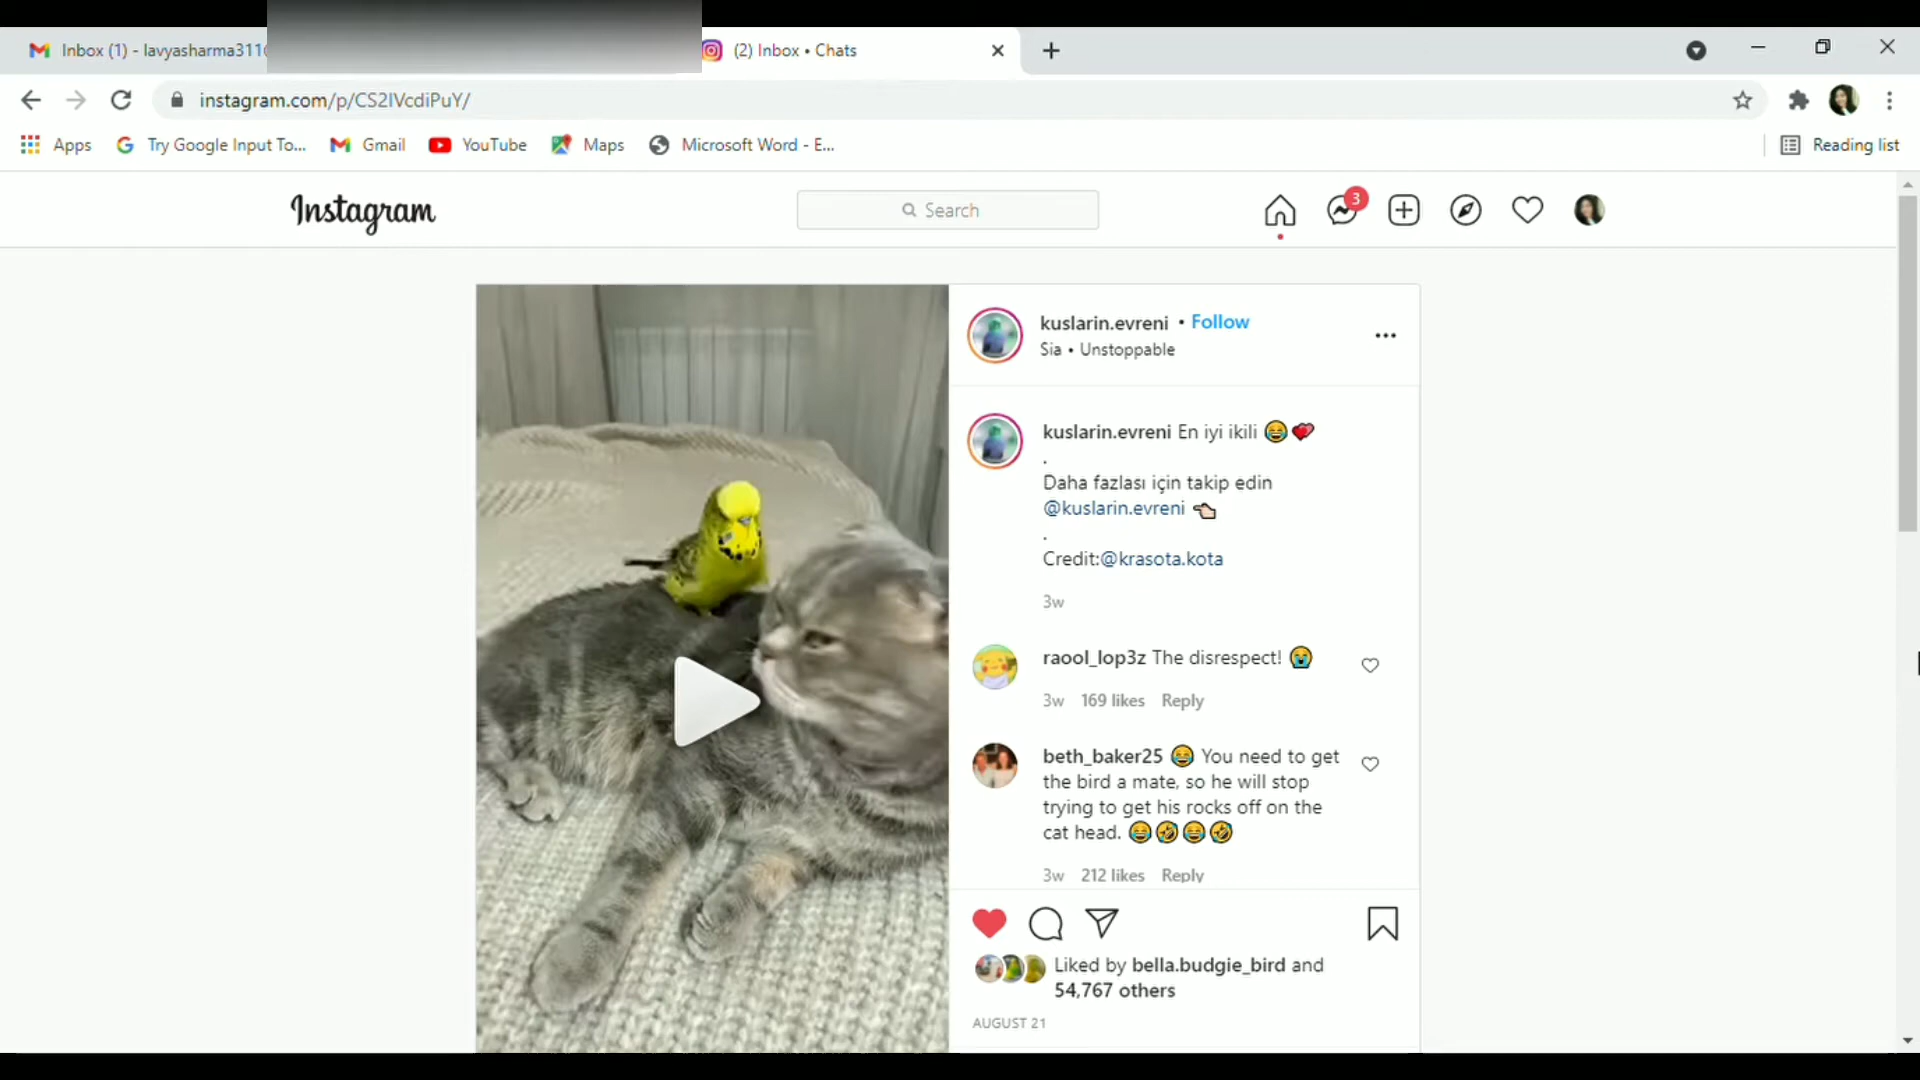 Inbox (1) - lavyasharma311
(2) Inbox • Chats
instagram.com/p/CS2IVcdiPuY/
Apps
Try Google Input To...
Gmail
YouTube
Maps
Microsoft Word - E...
Reading list
Instagram
Search
3
kuslarin.evreni • Follow
Sia • Unstoppable
kuslarin.evreni En iyi ikili 😂💕
.
Daha fazlası için takip edin
@kuslarin.evreni 👈🏻
.
Credit:@krasota.kota
3w
raool_lop3z The disrespect! 😭
3w 169 likes Reply
beth_baker25 😂 You need to get
the bird a mate, so he will stop
trying to get his rocks off on the
cat head. 😂🤣😂🤣
3w 212 likes Reply
Liked by bella.budgie_bird and
54,767 others
AUGUST 21